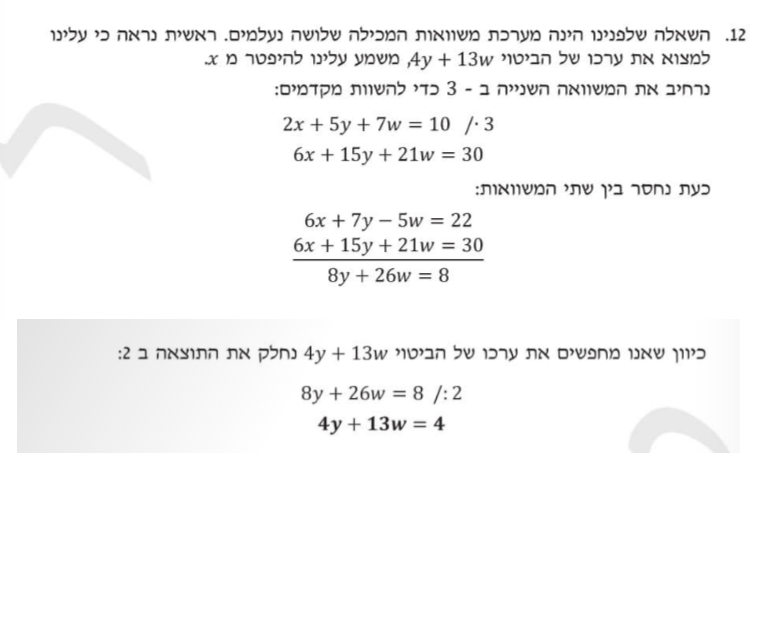 12. השאלה שלפנינו הינה מערכת משוואות המכילה שלושה נעלמים. ראשית נראה כי עלינו
למצוא את ערכו של הביטוי 4y + 13w, משמע עלינו להיפטר מ x.
נרחיב את המשוואה השנייה ב - 3 כדי להשוות מקדמים:
2x + 5y + 7w = 10 /· 3
6x + 15y + 21w = 30
כעת נחסר בין שתי המשוואות:
6x + 7y − 5w = 22
6x + 15y + 21w = 30
8y + 26w = 8
כיוון שאנו מחפשים את ערכו של הביטוי 4y + 13w נחלק את התוצאה ב 2:
8y + 26w = 8 /: 2
4y + 13w = 4